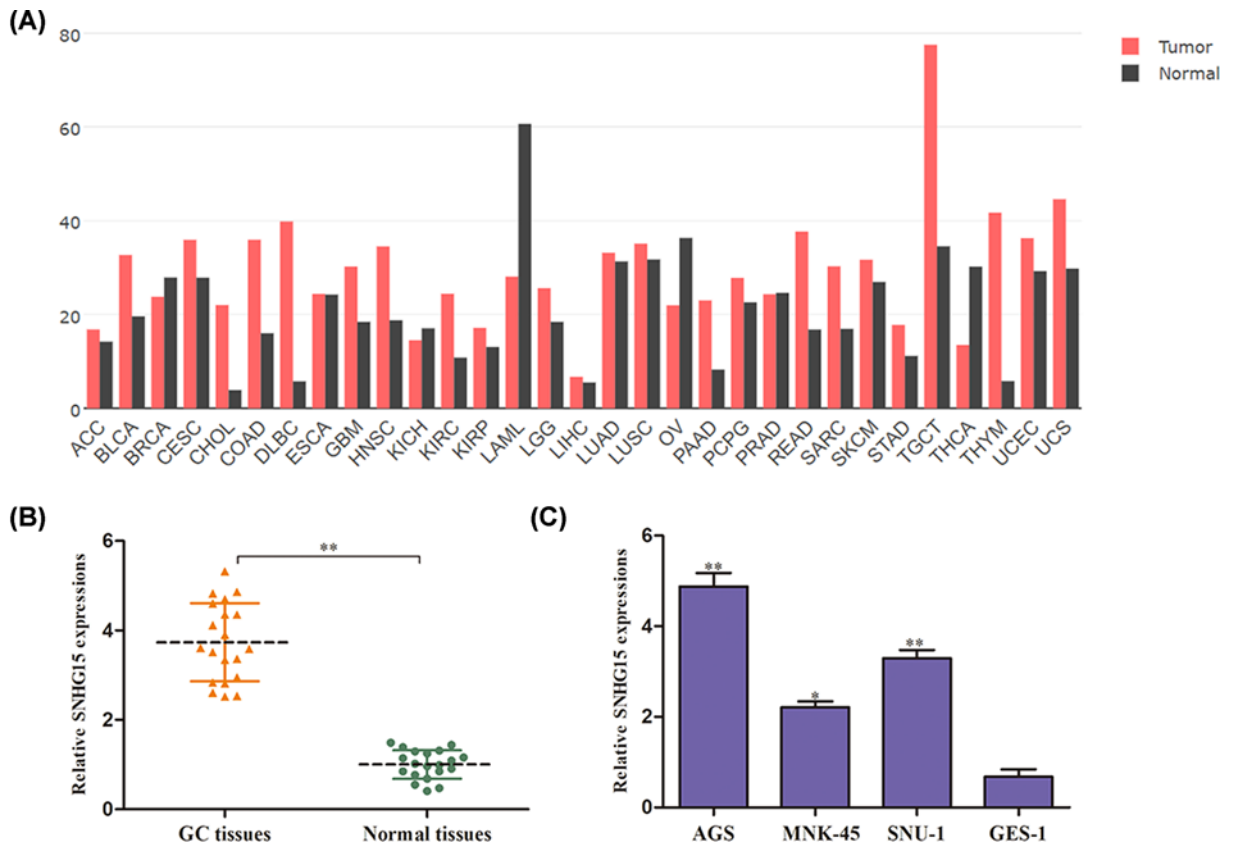 (A)
80
60
40
20
0
Tumor
Normal
ACC
BLCA
BRCA
CESC
CHOL
COAD
DLBC
ESCA
GBM
HNSC
KICH
KIRC
KIRP
LAML
LGG
LIHC
LUAD
LUSC
OV
PAAD
PCPG
PRAD
READ
SARC
SKCM
STAD
TGCT
THCA
THYM
UCEC
UCS
(B)
Relative SNHG15 expressions
6
4
2
0
**
GC tissues
Normal tissues
(C)
Relative SNHG15 expressions
6
4
2
0
**
*
**
AGS
MNK-45
SNU-1
GES-1